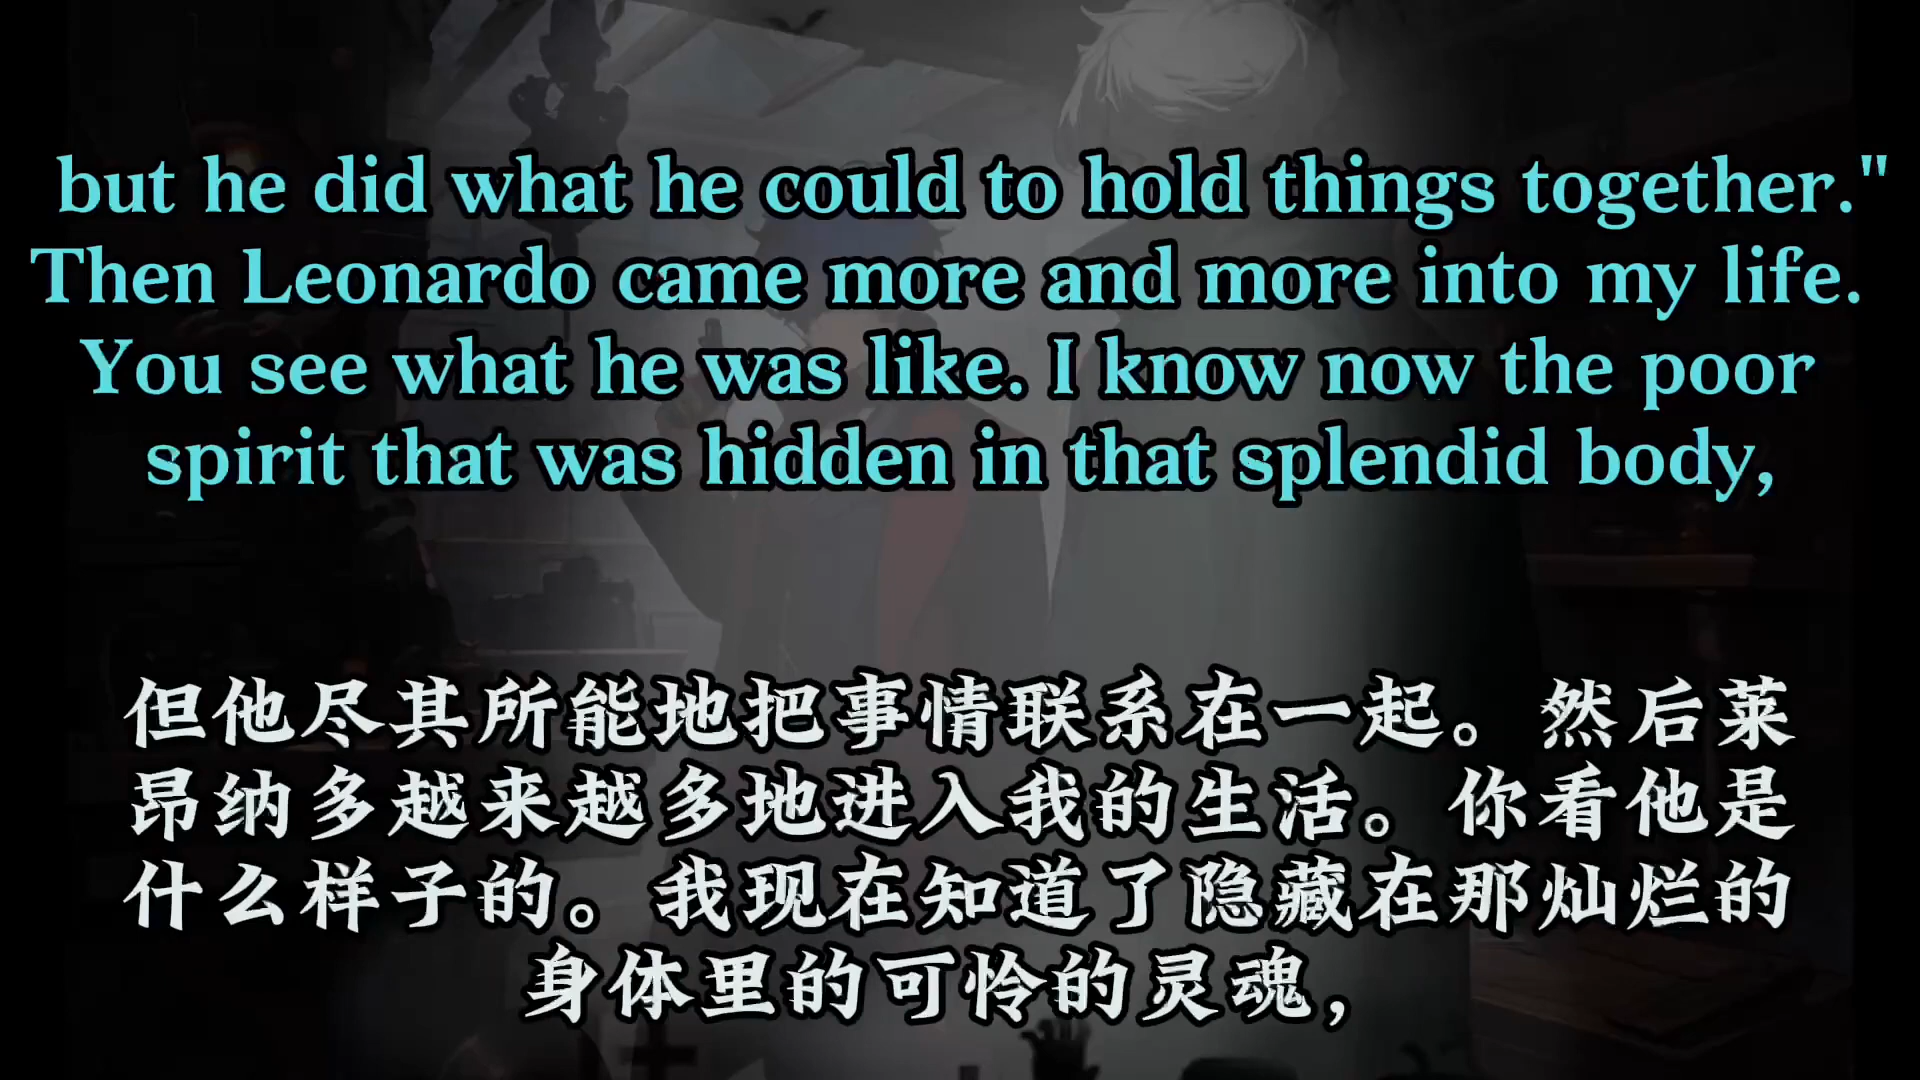 but he did what he could to hold things together."
Then Leonardo came more and more into my life.
You see what he was like. I know now the poor
spirit that was hidden in that splendid body,
但他尽其所能地把事情联系在一起。然后莱
昂纳多越来越多地进入我的生活。你看他是
什么样子的。我现在知道了隐藏在那灿烂的
身体里的可怜的灵魂，